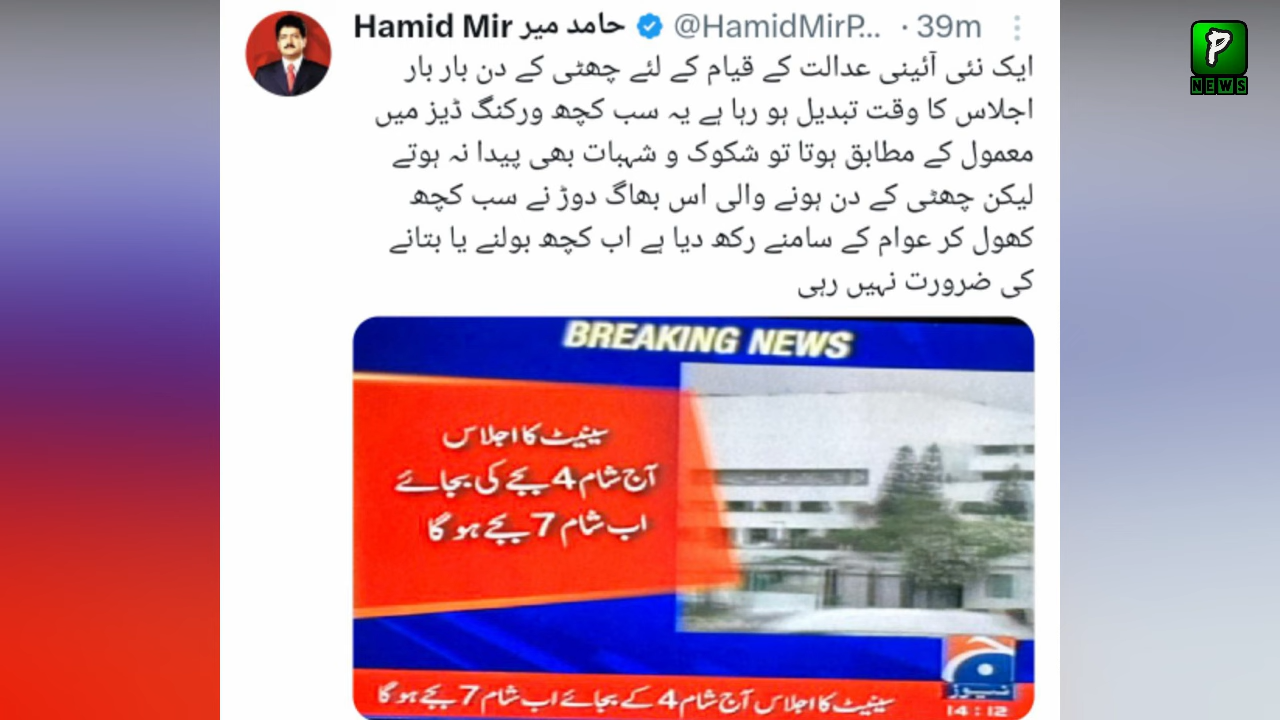 Hamid Mir حامد میر @HamidMirP... · 39m
ایک نئی آئینی عدالت کے قیام کے لئے چھٹی کے دن بار بار
اجلاس کا وقت تبدیل ہو رہا ہے یہ سب کچھ ورکنگ ڈیز میں
معمول کے مطابق ہوتا تو شکوک و شہبات بھی پیدا نہ ہوتے
لیکن چھٹی کے دن ہونے والی اس بھاگ دوڑ نے سب کچھ
کھول کر عوام کے سامنے رکھ دیا ہے اب کچھ بولنے یا بتانے
کی ضرورت نہیں رہی
P
NEWS
BREAKING NEWS
سینیٹ کا اجلاس
آج شام 4 بجے کی بجائے
اب شام 7 بجے ہو گا
نیوز
14:12
سینیٹ کا اجلاس آج شام 4 کے بجائے اب شام 7 بجے ہو گا